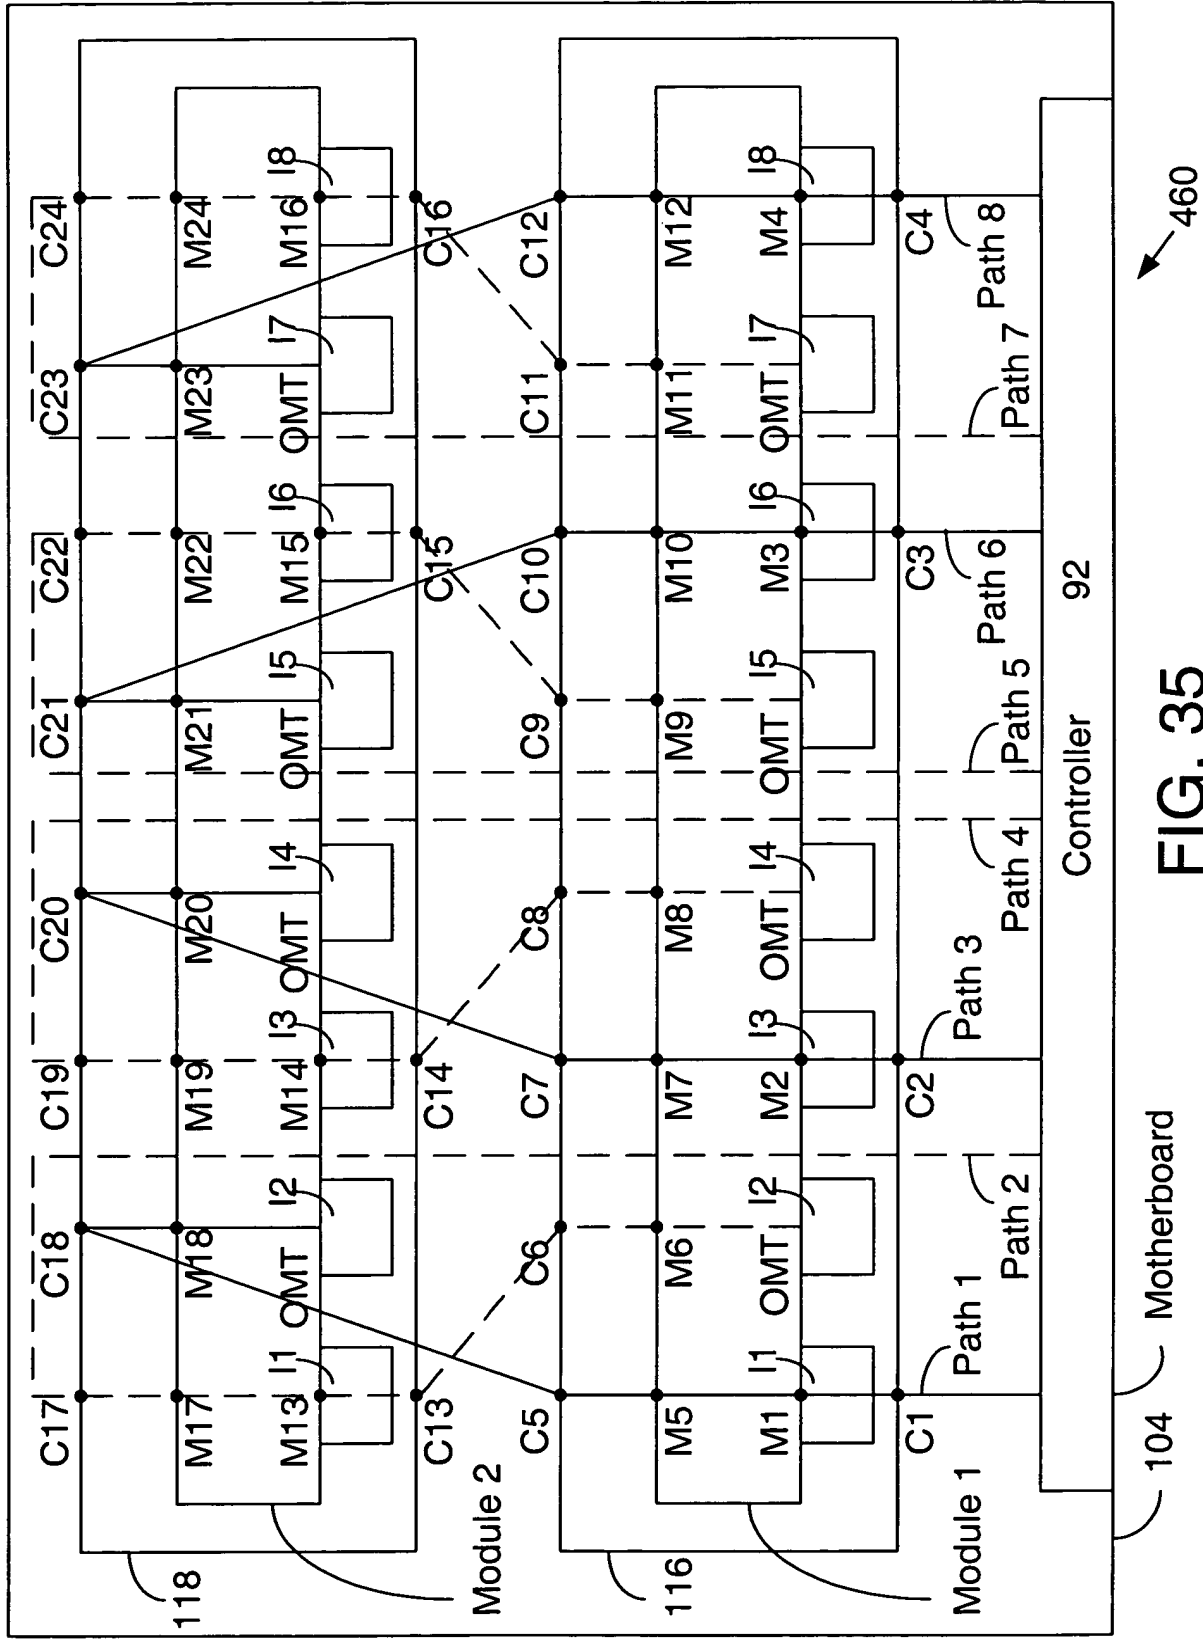 C17 C18 C19 C20 C21 C22 C23 C24
118 M17 M18 M19 M20 M21 M22 M23 M24
M13 I1 OMT I2 M14 I3 OMT I4 OMT I5 M15 I6 OMT I7 M16 I8
C13 C14 C15 C16
Module 2
C5 C6 C7 C8 C9 C10 C11 C12
116 M5 M6 M7 M8 M9 M10 M11 M12
M1 I1 OMT I2 M2 I3 OMT I4 OMT I5 M3 I6 OMT I7 M4 I8
C1 C2 C3 C4
Module 1 Path 1 Path 3 Path 6 Path 8
Path 2 Path 4 Path 5 Path 7
Controller 92
104 Motherboard 460
FIG. 35